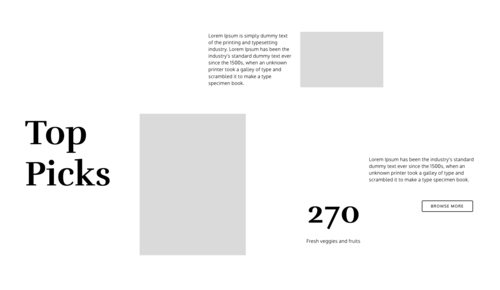 Lorem Ipsum is simply dummy text
of the printing and typesetting
industry. Lorem Ipsum has been the
industry's standard dummy text ever
since the 1500s, when an unknown
printer took a galley of type and
scrambled it to make a type
specimen book.
Top
Picks
Lorem Ipsum has been the industry's standard
dummy text ever since the 1500s, when an
unknown printer took a galley of type and
scrambled it to make a type specimen book.
BROWSE MORE
270
Fresh veggies and fruits